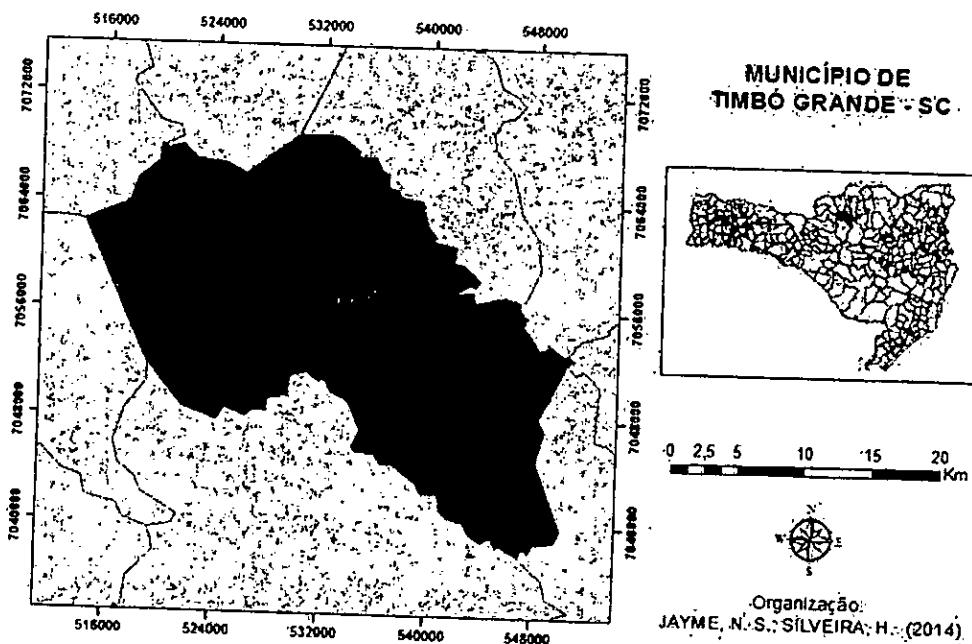 516000 524000 532000 540000 548000
7072000 7064000 7056000 7048000 7040000
7072000 7064000 7056000 7048000 7040000
516000 524000 532000 540000 548000
MUNICÍPIO DE
TIMBÓ GRANDE - SC
0 2,5 5 10 15 20
Km
N
W E
S
Organização:
JAYME, N. S.; SILVEIRA, H. (2014)